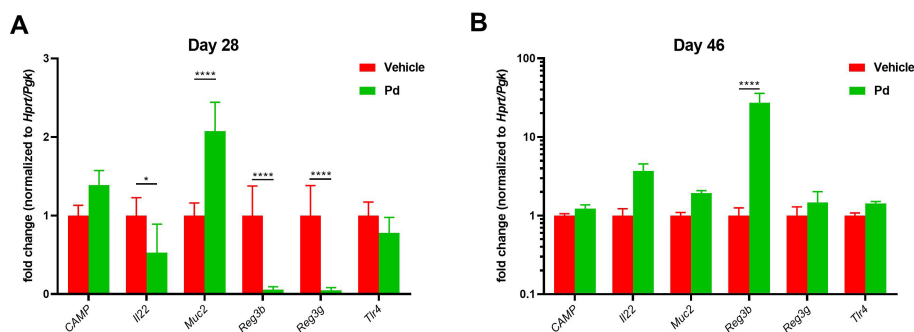 A
Day 28
fold change (normalized to Hprt/Pgk)
3
2
1
0
Vehicle
Pd
*
****
****
****
CAMP
Il22
Muc2
Reg3b
Reg3g
Tlr4
B
Day 46
fold change (normalized to Hprt/Pgk)
100
10
1
0.1
Vehicle
Pd
****
CAMP
Il22
Muc2
Reg3b
Reg3g
Tlr4